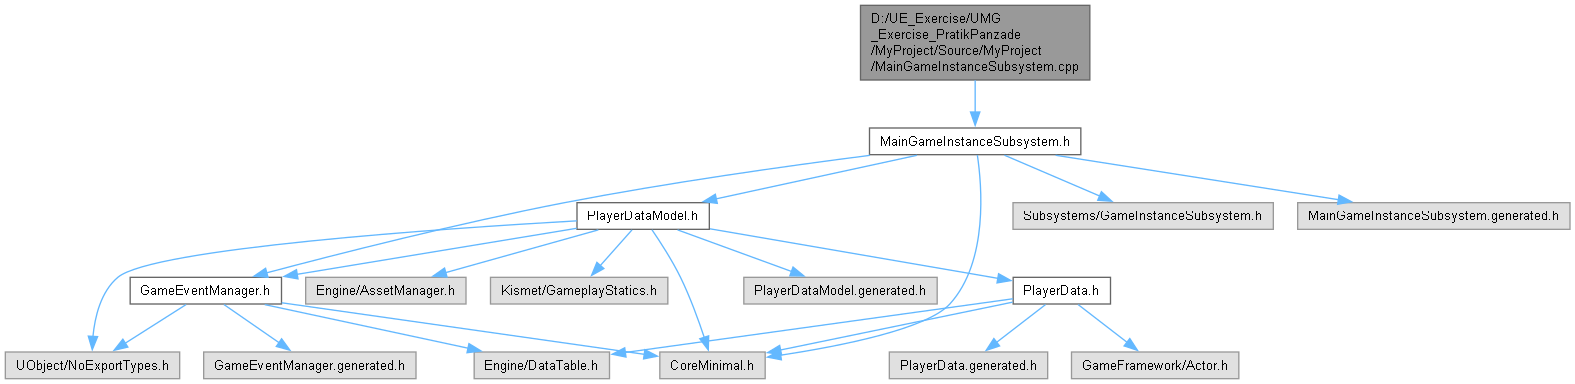 D:/UE_Exercise/UMG
_Exercise_PratikPanzade
/MyProject/Source/MyProject
/MainGameInstanceSubsystem.cpp
MainGameInstanceSubsystem.h
PlayerDataModel.h
Subsystems/GameInstanceSubsystem.h
MainGameInstanceSubsystem.generated.h
GameEventManager.h
Engine/AssetManager.h
Kismet/GameplayStatics.h
PlayerDataModel.generated.h
PlayerData.h
UObject/NoExportTypes.h
GameEventManager.generated.h
Engine/DataTable.h
CoreMinimal.h
PlayerData.generated.h
GameFramework/Actor.h